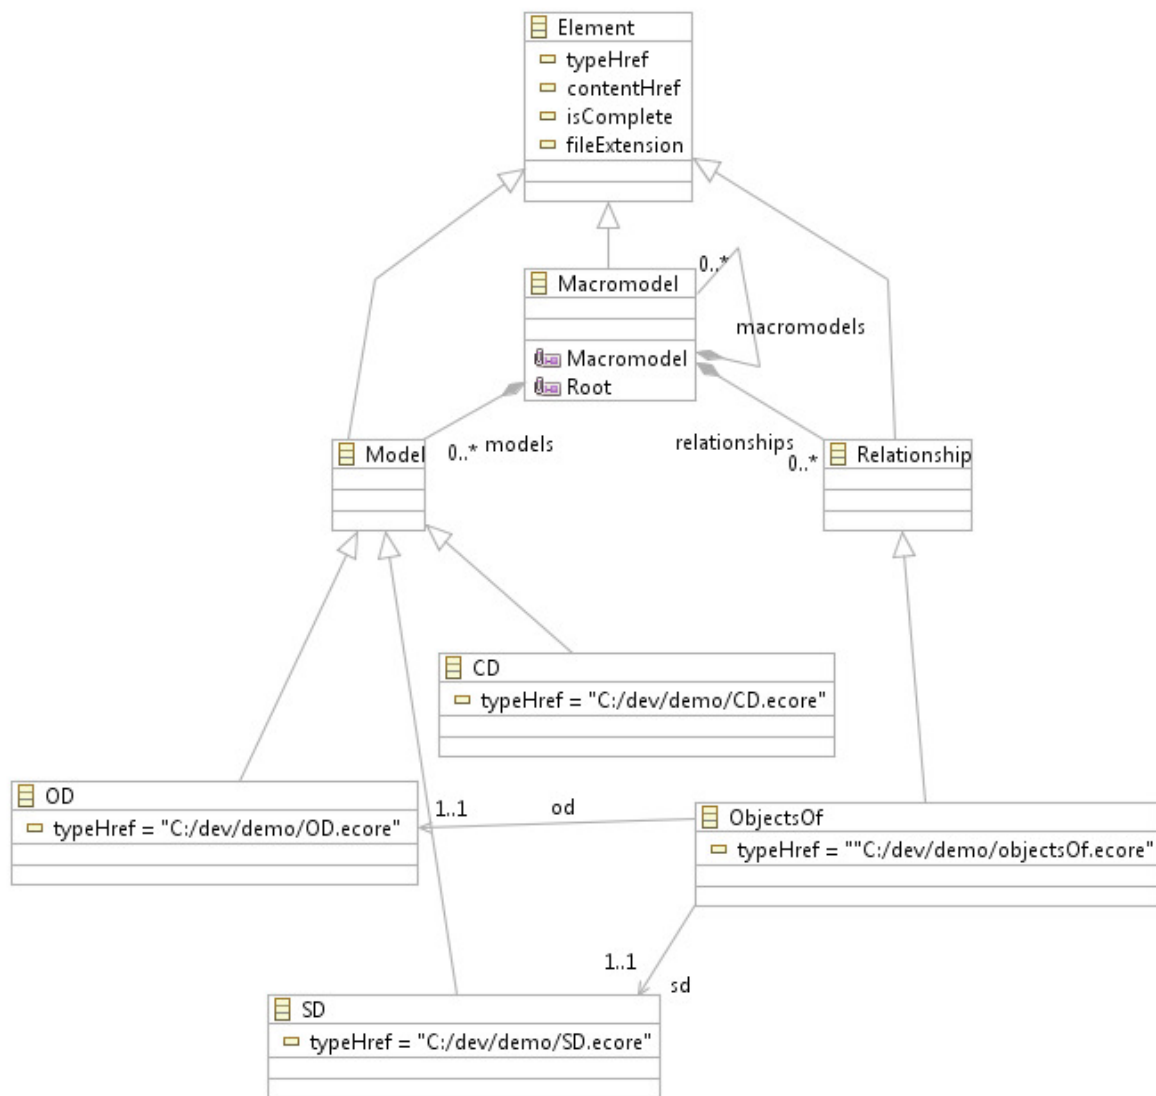 Element
typeHref
contentHref
isComplete
fileExtension
0..*
Macromodel
macromodels
Macromodel
Root
0..* models
relationships
0..*
Model
Relationship
CD
typeHref = "C:/dev/demo/CD.ecore"
OD
typeHref = "C:/dev/demo/OD.ecore"
1..1
od
ObjectsOf
typeHref = ""C:/dev/demo/objectsOf.ecore"
1..1
sd
SD
typeHref = "C:/dev/demo/SD.ecore"